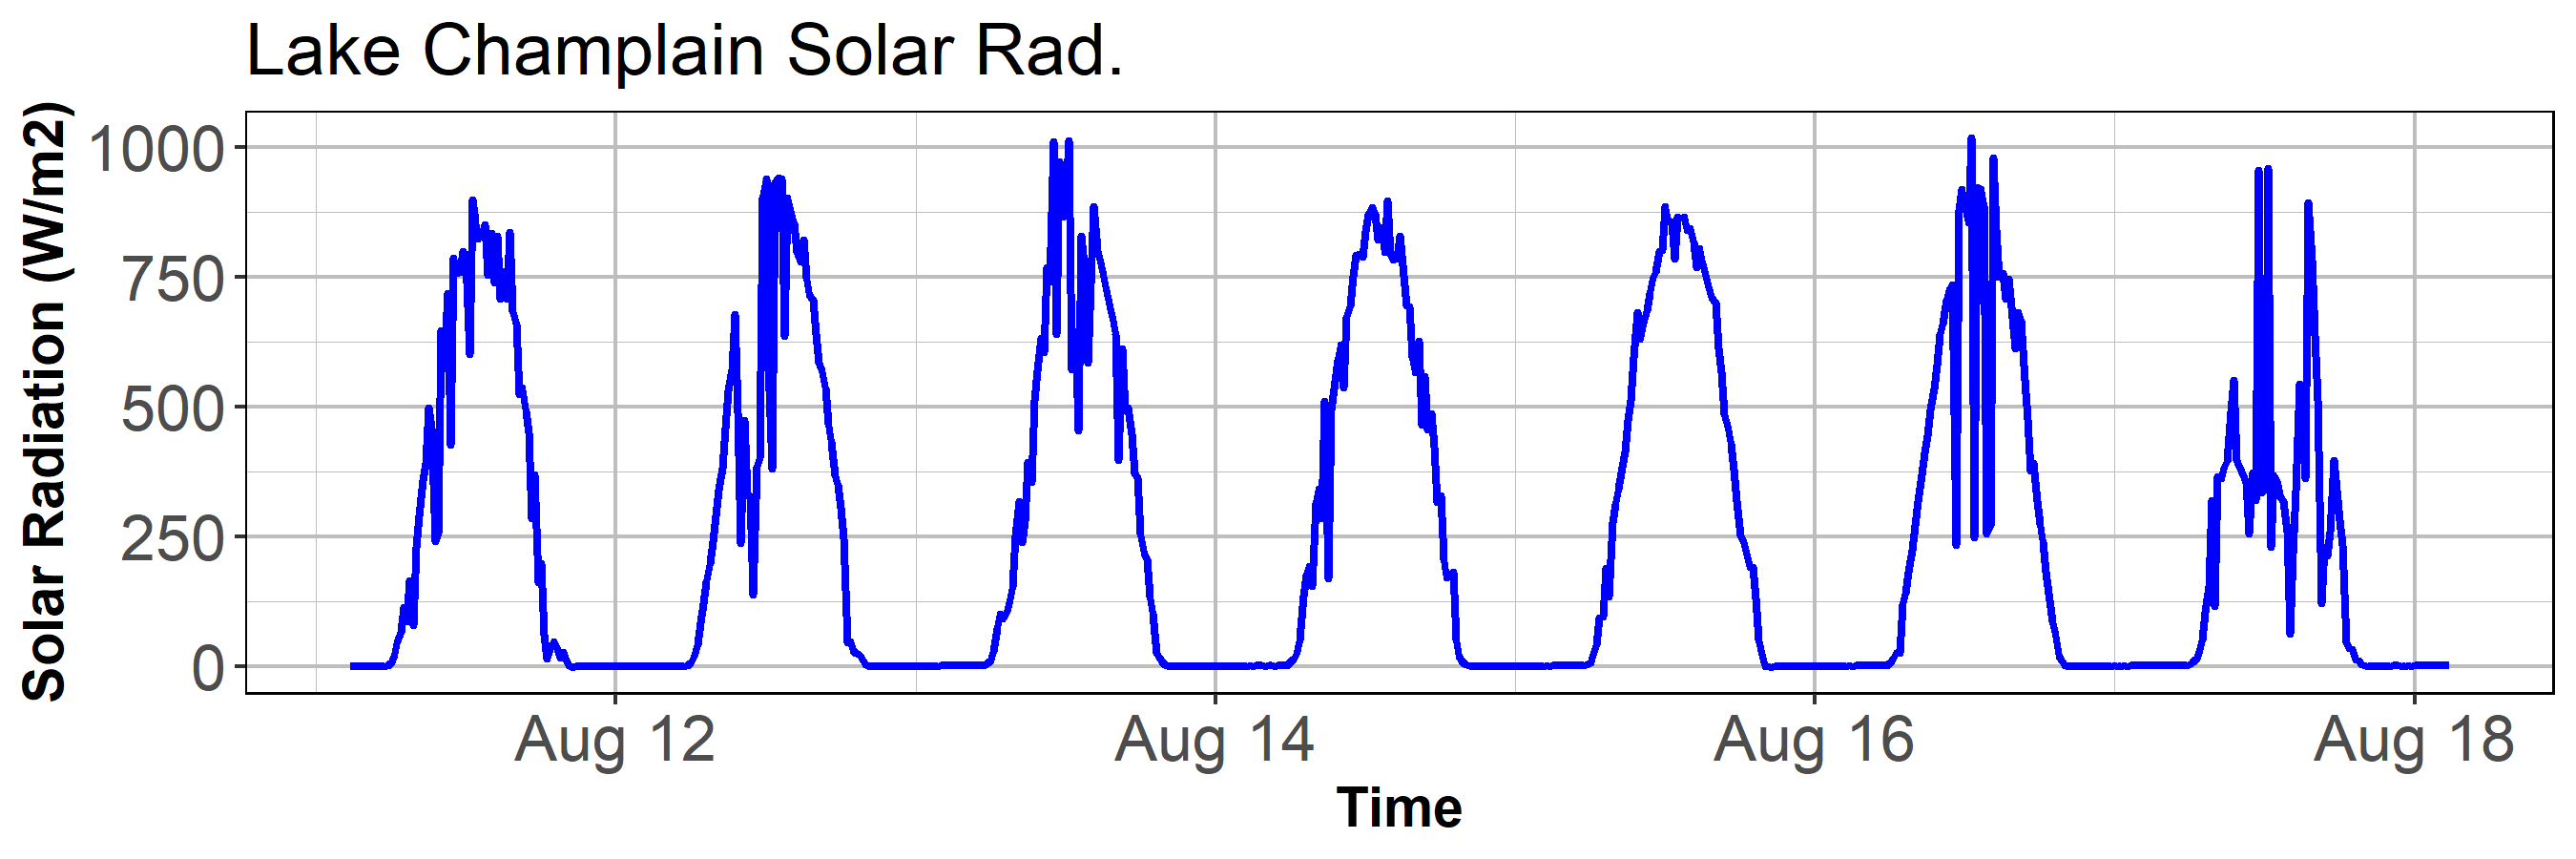 Lake Champlain Solar Rad.
Solar Radiation (W/m2)
1000
750
500
250
0
Aug 12
Aug 14
Aug 16
Aug 18
Time